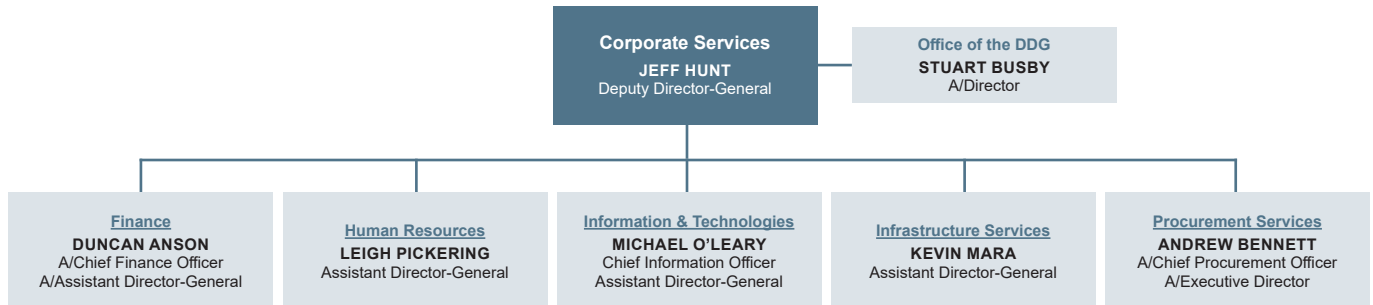 Corporate Services
JEFF HUNT
Deputy Director-General
Office of the DDG
STUART BUSBY
A/Director
Finance
DUNCAN ANSON
A/Chief Finance Officer
A/Assistant Director-General
Human Resources
LEIGH PICKERING
Assistant Director-General
Information & Technologies
MICHAEL O’LEARY
Chief Information Officer
Assistant Director-General
Infrastructure Services
KEVIN MARA
Assistant Director-General
Procurement Services
ANDREW BENNETT
A/Chief Procurement Officer
A/Executive Director